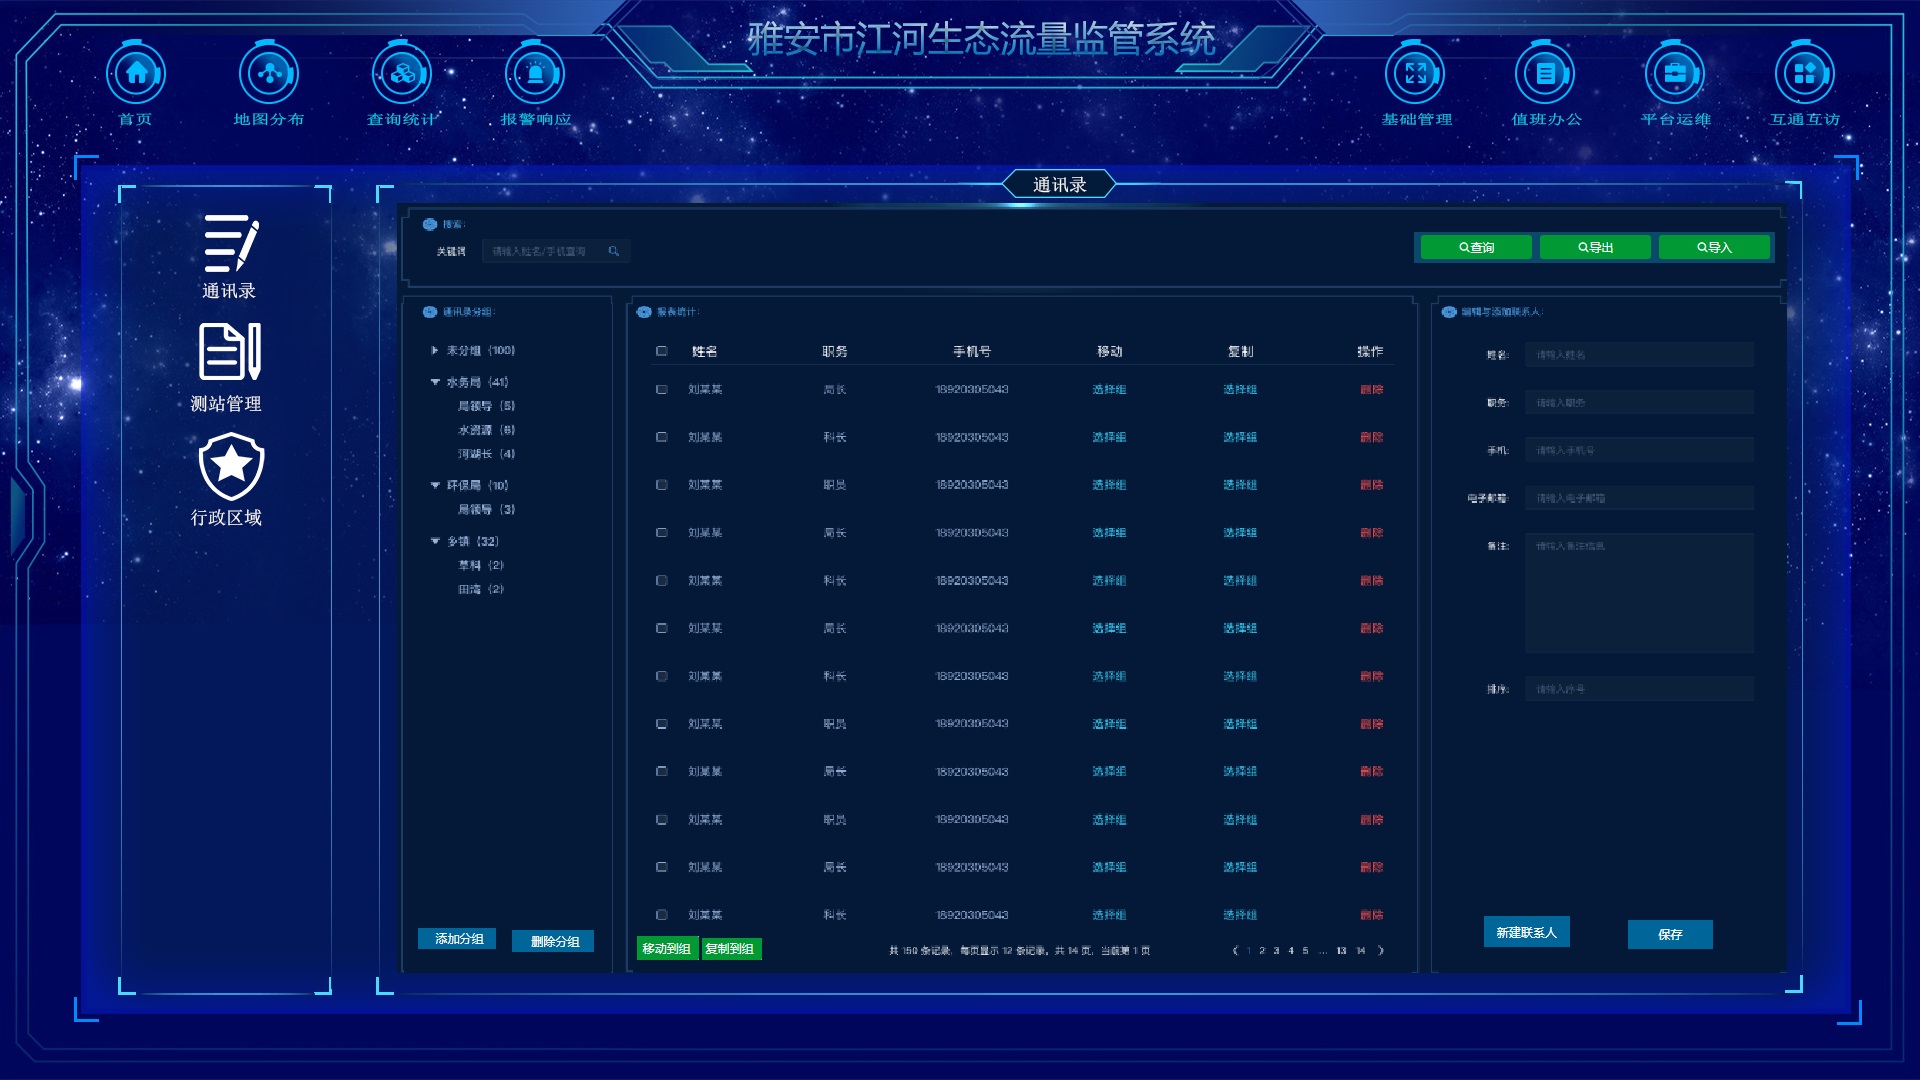 雅安市江河生态流量监管系统
首页 地图分布 查询统计 报警响应 基础管理 值班办公 平台运维 互通互访
通讯录
通讯录
测站管理
行政区域
搜索:
关键词 请输入姓名/手机查询
查询 导出 导入
通讯录分组:
未分组 (100)
水务局 (41)
局领导 (5)
水资源 (6)
河湖长 (4)
环保局 (10)
局领导 (3)
乡镇 (32)
草科 (2)
田湾 (2)
添加分组 删除分组
报表统计:
姓名 职务 手机号 移动 复制 操作
刘某某 局长 18920305043 选择组 选择组 删除
刘某某 科长 18920305043 选择组 选择组 删除
刘某某 职员 18920305043 选择组 选择组 删除
刘某某 局长 18920305043 选择组 选择组 删除
刘某某 科长 18920305043 选择组 选择组 删除
刘某某 局长 18920305043 选择组 选择组 删除
刘某某 科长 18920305043 选择组 选择组 删除
刘某某 职员 18920305043 选择组 选择组 删除
刘某某 局长 18920305043 选择组 选择组 删除
刘某某 职员 18920305043 选择组 选择组 删除
刘某某 局长 18920305043 选择组 选择组 删除
刘某某 科长 18920305043 选择组 选择组 删除
移动到组 复制到组 共 150 条记录, 每页显示 12 条记录, 共 14 页, 当前第 1 页 《 1 2 3 4 5 ... 13 14 》
编辑与添加联系人:
姓名: 请输入姓名
职务: 请输入职务
手机: 请输入手机号
电子邮箱: 请输入电子邮箱
备注: 请输入备注信息
排序: 请输入序号
新建联系人 保存